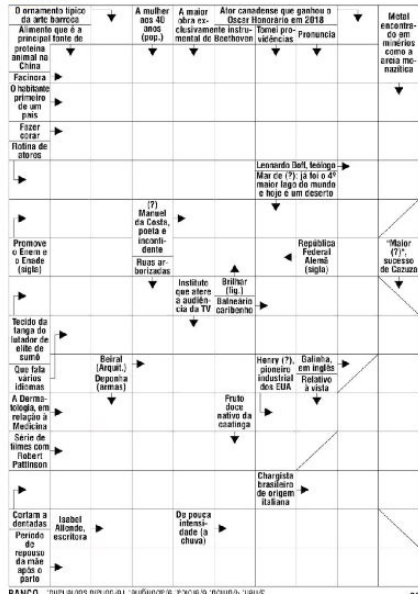 O ornamento típico
da arte barroca
Alimento que é a
principal fonte de
proteína
animal na
China
Facínora
A mulher
aos 40
anos
(pop.)
A maior
obra ex-
clusivamente instru-
mental de Beethoven
Ator canadense que ganhou o
Oscar Honorário em 2018
Tomei pro-
vidências
Pronuncia
Metal
encontra-
do em
minérios
como a
areia mo-
nazítica
O habitante
primeiro
de um
país
Fazer
corar
Rotina de
atores
Leonardo Boff, teólogo
Mar de (?): já foi o 4º
maior lago do mundo
e hoje é um deserto
(?)
Manuel
da Costa,
poeta e
inconfi-
dente
Ruas ar-
borizadas
Promove
o Enem e
o Enade
(sigla)
República
Federal
Alemã
(sigla)
"Maior
(?)",
sucesso
de Cazuza
Instituto
que afere
a audiên-
cia da TV
Brilhar
(fig.)
Balneário
caribenho
Tecido da
tanga do
lutador de
elite de
sumô
Que fala
vários
idiomas
Beiral
(Arquit.)
Deponha
(armas)
Henry (?),
pioneiro
industrial
dos EUA
Galinha,
em inglês
Relativo
à vista
A Derma-
tologia, em
relação à
Medicina
Fruto
doce
nativo da
caatinga
Série de
filmes com
Robert
Pattinson
Chargista
brasileiro
de origem
italiana
Cortam a
dentadas
Período
de
repouso
da mãe
após o
parto
Isabel
Allende,
escritora
De pouca
intensi-
dade (a
chuva)
BANCO